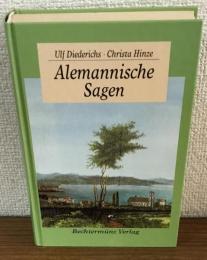 Ulf Diederichs · Christa Hinze
Alemannische
Sagen
Bechtermünz Verlag